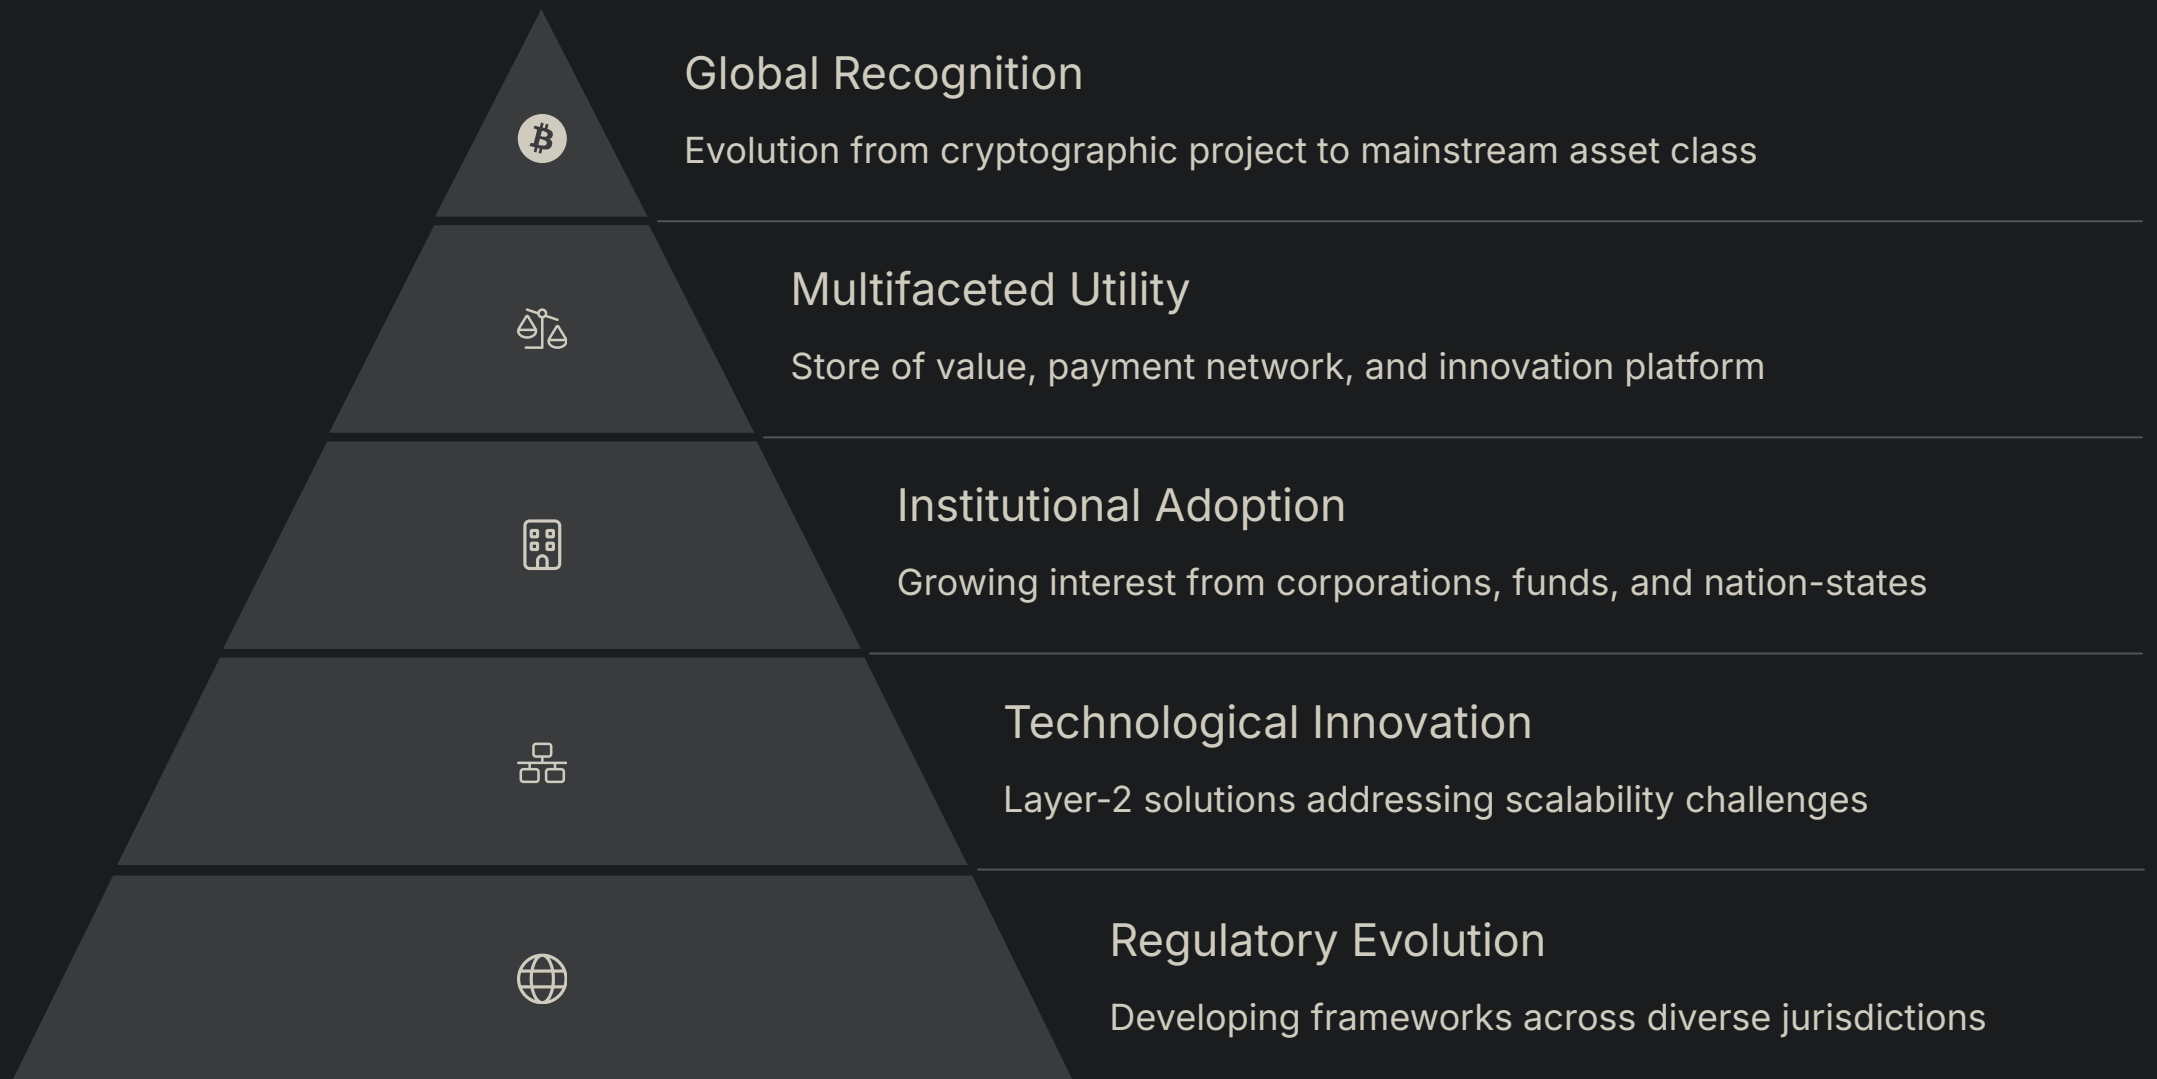 Global Recognition
Evolution from cryptographic project to mainstream asset class
Multifaceted Utility
Store of value, payment network, and innovation platform
Institutional Adoption
Growing interest from corporations, funds, and nation-states
Technological Innovation
Layer-2 solutions addressing scalability challenges
Regulatory Evolution
Developing frameworks across diverse jurisdictions